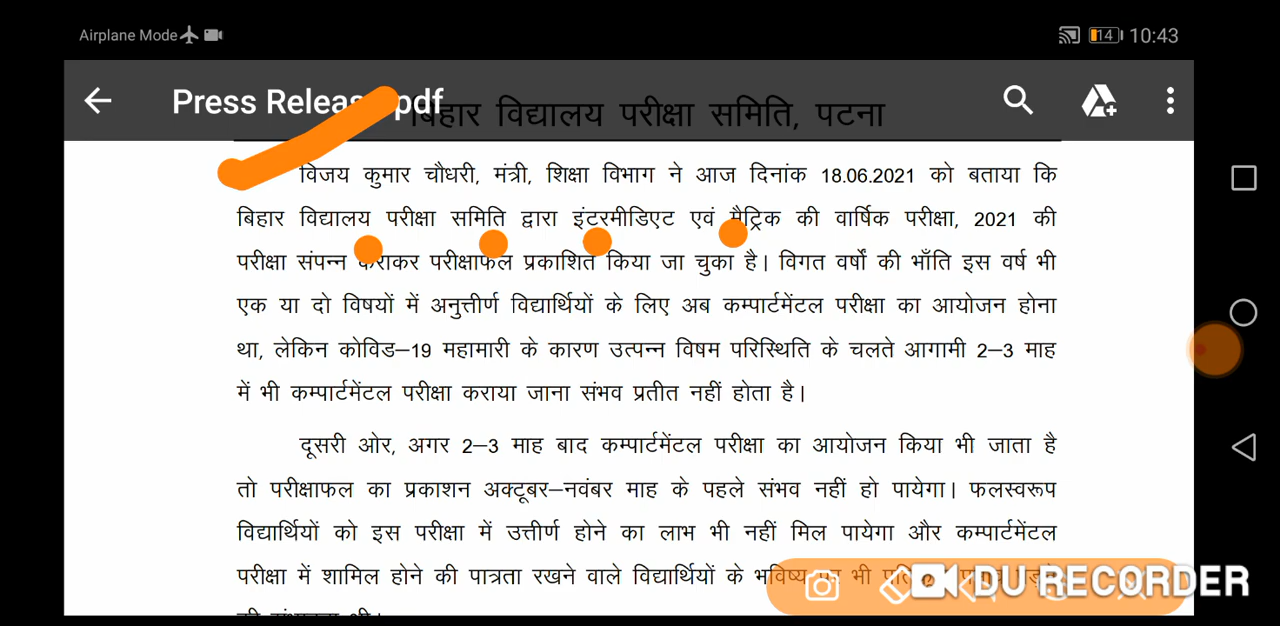 Airplane Mode 14 10:43
Press Release.pdf
बिहार विद्यालय परीक्षा समिति, पटना
विजय कुमार चौधरी, मंत्री, शिक्षा विभाग ने आज दिनांक 18.06.2021 को बताया कि
बिहार विद्यालय परीक्षा समिति द्वारा इंटरमीडिएट एवं मैट्रिक की वार्षिक परीक्षा, 2021 की
परीक्षा संपन्न कराकर परीक्षाफल प्रकाशित किया जा चुका है। विगत वर्षों की भाँति इस वर्ष भी
एक या दो विषयों में अनुत्तीर्ण विद्यार्थियों के लिए अब कम्पार्टमेंटल परीक्षा का आयोजन होना
था, लेकिन कोविड–19 महामारी के कारण उत्पन्न विषम परिस्थिति के चलते आगामी 2–3 माह
में भी कम्पार्टमेंटल परीक्षा कराया जाना संभव प्रतीत नहीं होता है।
दूसरी ओर, अगर 2–3 माह बाद कम्पार्टमेंटल परीक्षा का आयोजन किया भी जाता है
तो परीक्षाफल का प्रकाशन अक्टूबर–नवंबर माह के पहले संभव नहीं हो पायेगा। फलस्वरूप
विद्यार्थियों को इस परीक्षा में उत्तीर्ण होने का लाभ भी नहीं मिल पायेगा और कम्पार्टमेंटल
परीक्षा में शामिल होने की पात्रता रखने वाले विद्यार्थियों के भविष्य पर भी
DU RECORDER